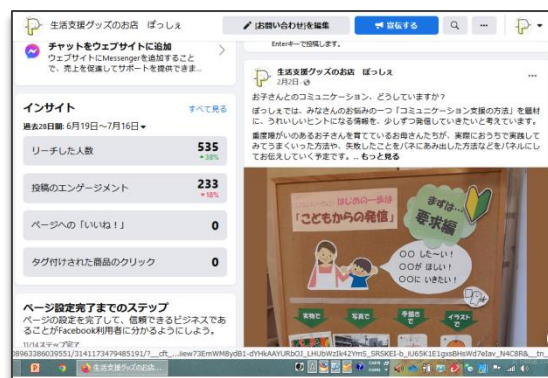 生活支援グッズのお店　ぽっしぇ
[お問い合わせ]を編集
宣伝する
チャットをウェブサイトに追加
ウェブサイトにMessengerを追加すること
で、売上を促進してサポートを提供できま...
インサイト
すべて見る
過去28日間: 6月19日〜7月16日
リーチした人数
535
38%
投稿のエンゲージメント
233
18%
ページへの「いいね！」
0
タグ付けされた商品のクリック
0
ページ設定完了までのステップ
ページの設定を完了して、信頼できるビジネスであ
ることがFacebook利用者に分かるようにしよう。
11/14ステップ完了
Enterキーで投稿します。
生活支援グッズのお店　ぽっしぇ
2月2日
お子さんとのコミュニケーション、どうしていますか？
ぽっしぇでは、みなさんのお悩みの一つ「コミュニケーション支援の方法」を題材
に、うれいしいヒントになる情報を、少しずつ発信していきたいと考えています。
重度障がいのあるお子さんを育てているお母さんたちが、実際におうちで実践して
みてうまくいった方法や、失敗したことをバネにあみ出した方法などをパネルにし
てお伝えしていく予定です。... もっと見る
はじめの一歩は
「こどもからの発信」
まずは…
要求編
〇〇 した〜い！
〇〇が ほしい！
〇〇に いきたい！
実物で
写真で
手描きで
イラストで
生活支援グッズのお店...